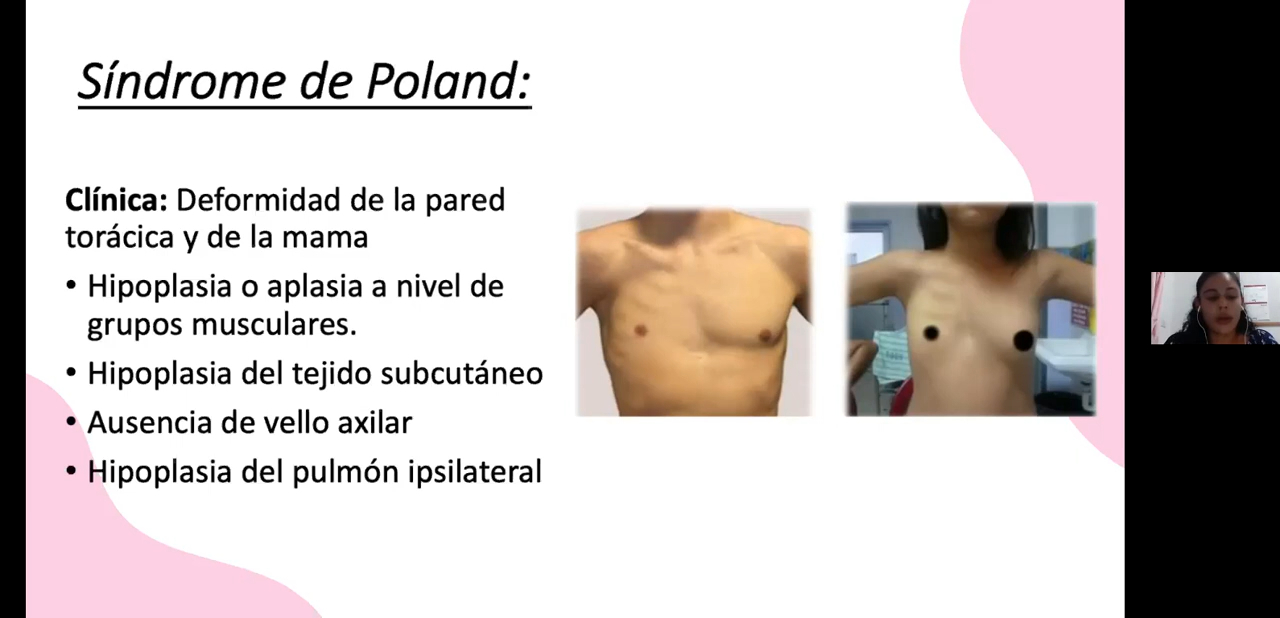 Síndrome de Poland:
Clínica: Deformidad de la pared
torácica y de la mama
• Hipoplasia o aplasia a nivel de
grupos musculares.
• Hipoplasia del tejido subcutáneo
• Ausencia de vello axilar
• Hipoplasia del pulmón ipsilateral